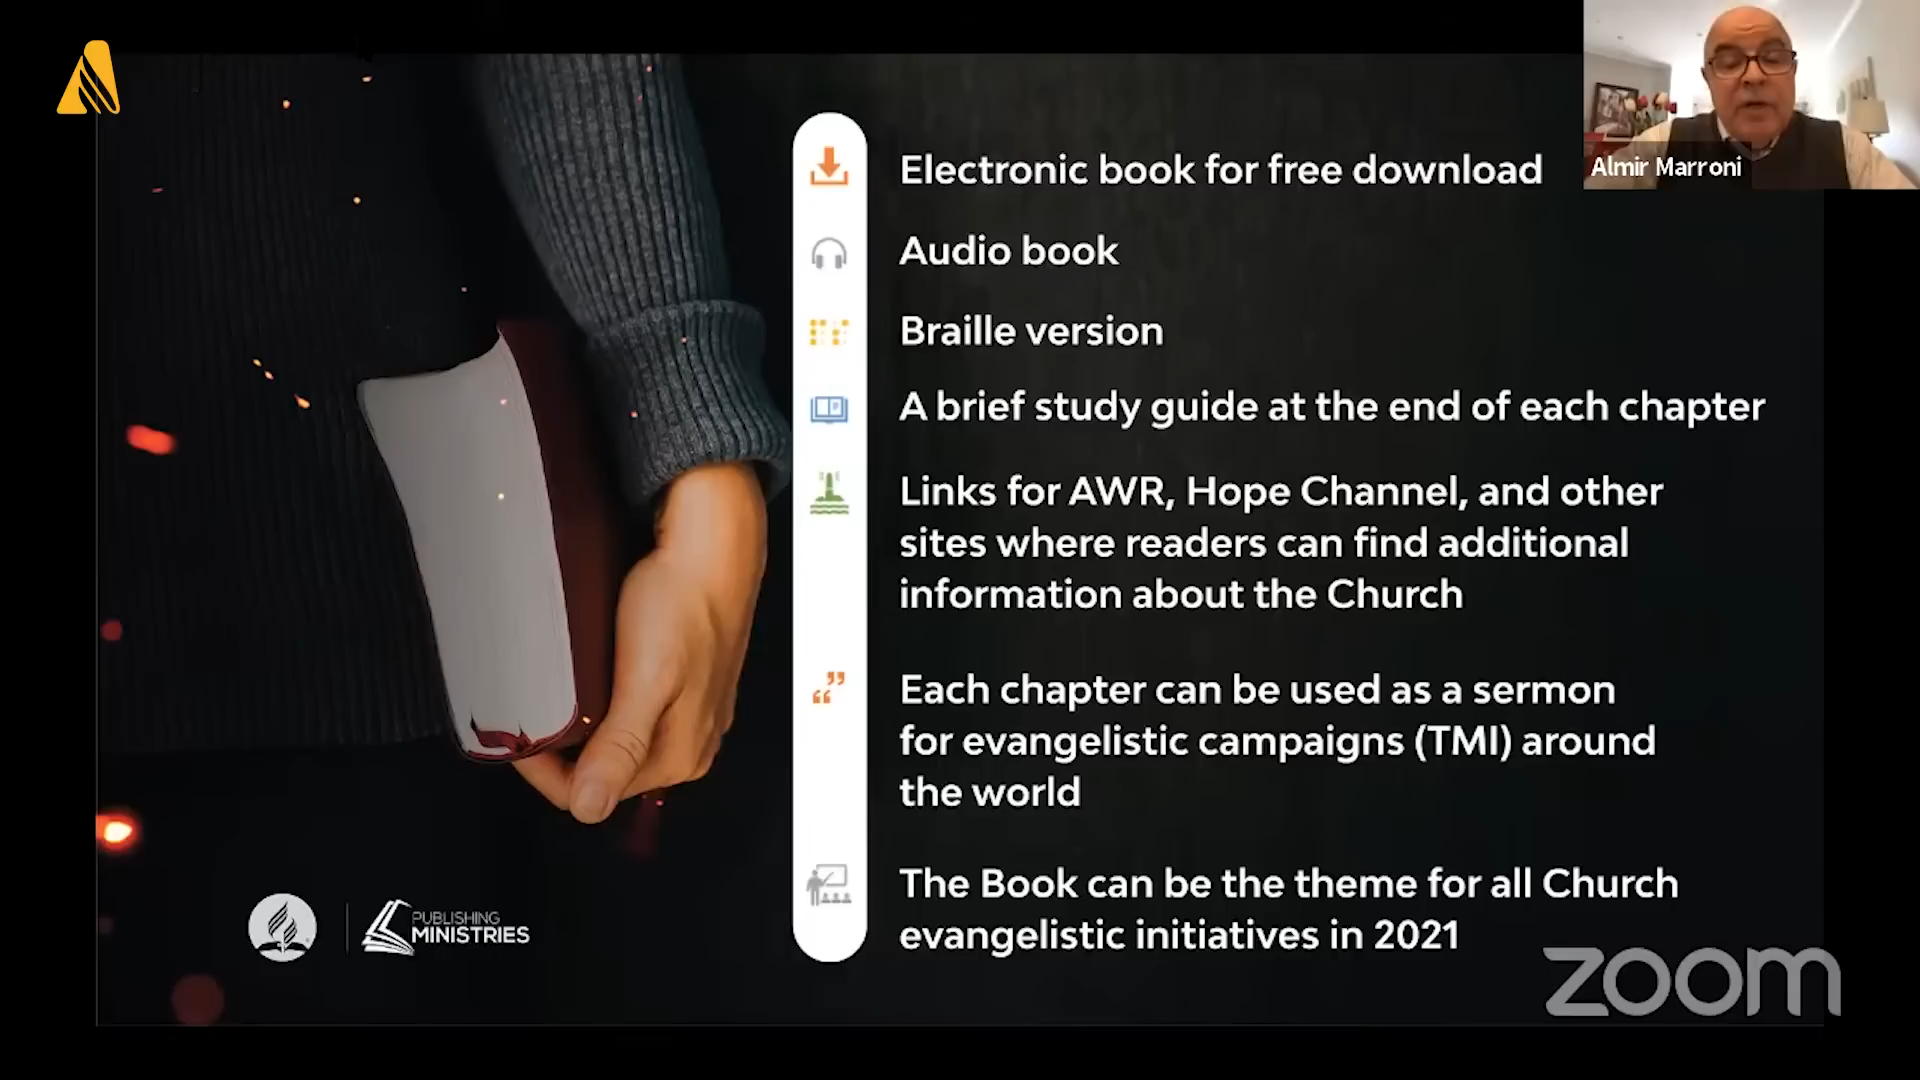 Almir Marroni
Electronic book for free download
Audio book
Braille version
A brief study guide at the end of each chapter
Links for AWR, Hope Channel, and other
sites where readers can find additional
information about the Church
Each chapter can be used as a sermon
for evangelistic campaigns (TMI) around
the world
The Book can be the theme for all Church
evangelistic initiatives in 2021
PUBLISHING
MINISTRIES
zoom